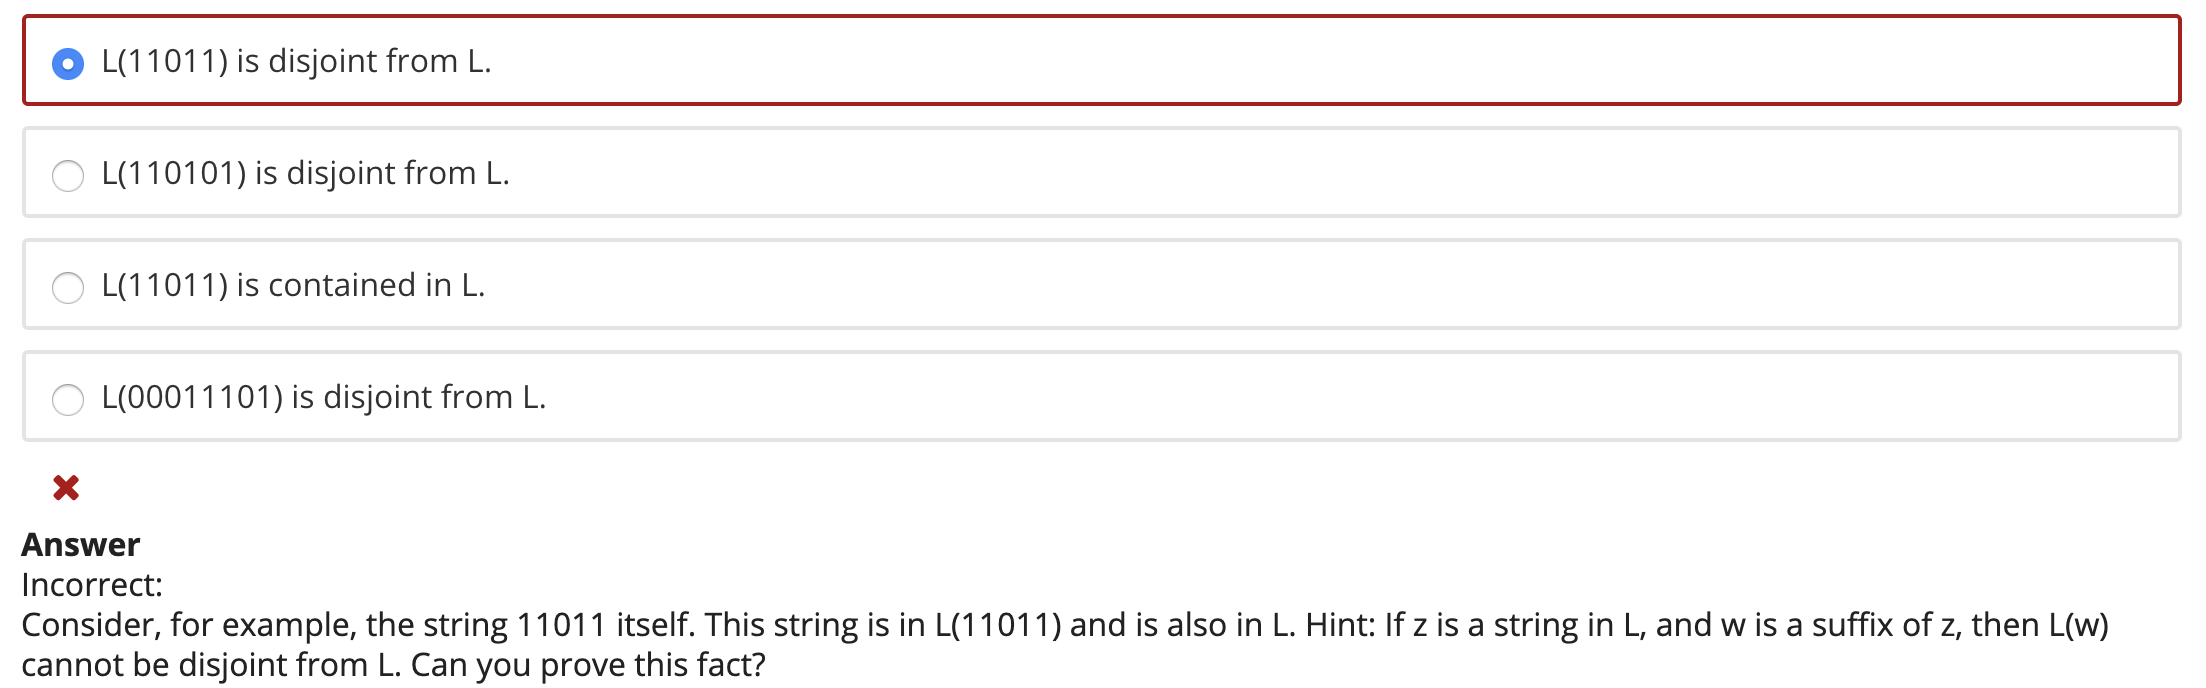 L(11011) is disjoint from L.
L(110101) is disjoint from L.
L(11011) is contained in L.
L(00011101) is disjoint from L.
Answer
Incorrect:
Consider, for example, the string 11011 itself. This string is in L(11011) and is also in L. Hint: If z is a string in L, and w is a suffix of z, then L(w)
cannot be disjoint from L. Can you prove this fact?